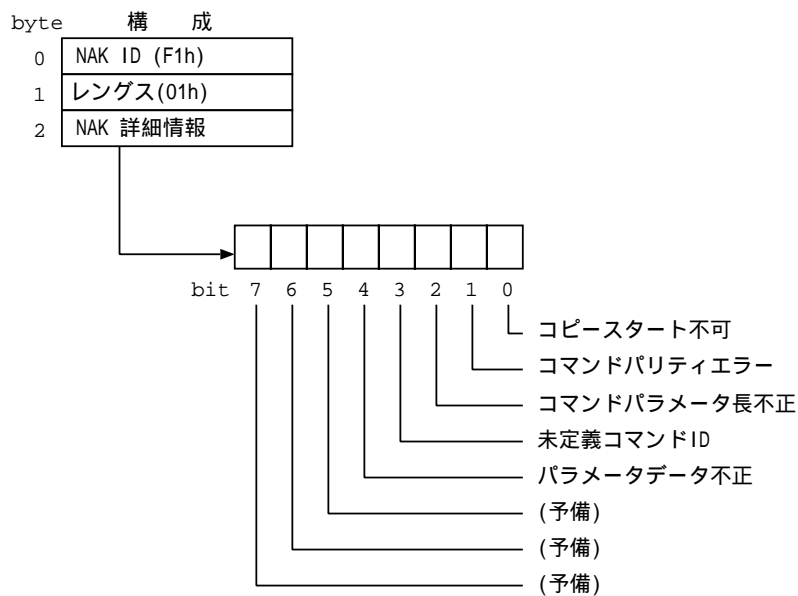 byte 構 成
0 NAK ID (F1h)
1 レングス(01h)
2 NAK 詳細情報
bit 7 6 5 4 3 2 1 0
コピースタート不可
コマンドパリティエラー
コマンドパラメータ長不正
未定義コマンドID
パラメータデータ不正
(予備)
(予備)
(予備)